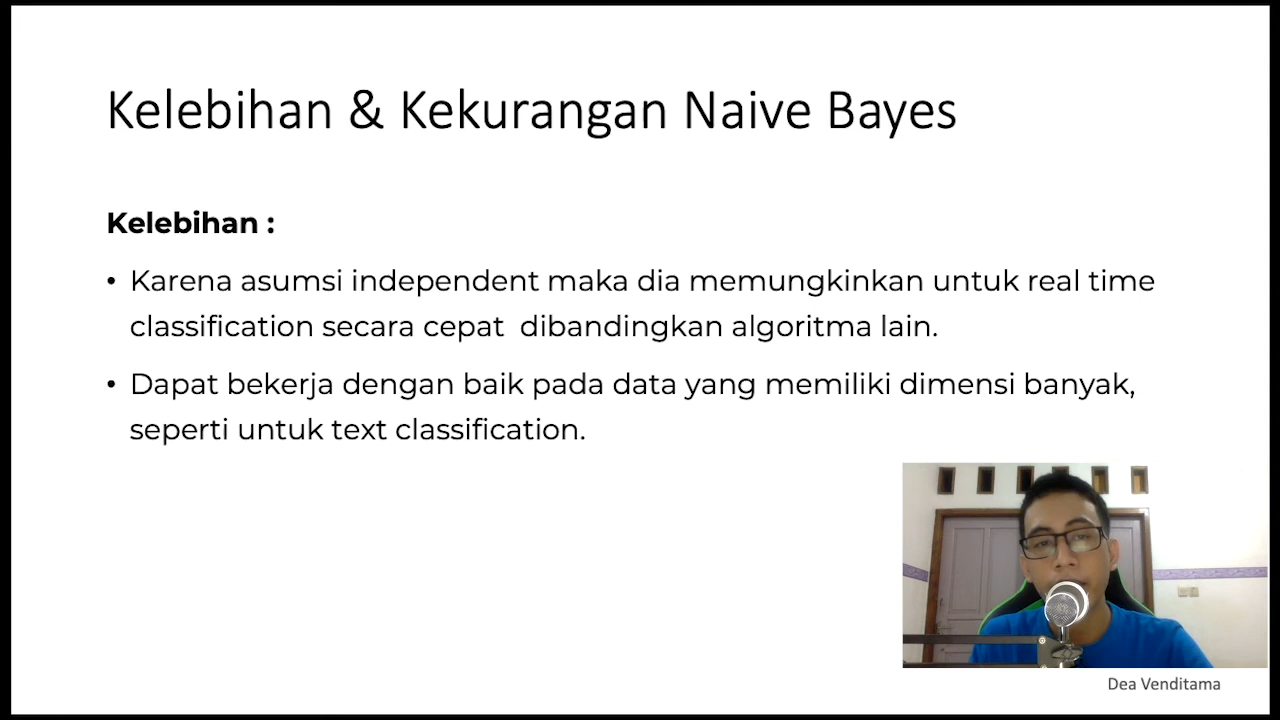 Kelebihan & Kekurangan Naive Bayes
Kelebihan :
• Karena asumsi independent maka dia memungkinkan untuk real time
classification secara cepat  dibandingkan algoritma lain.
• Dapat bekerja dengan baik pada data yang memiliki dimensi banyak,
seperti untuk text classification.
Dea Venditama